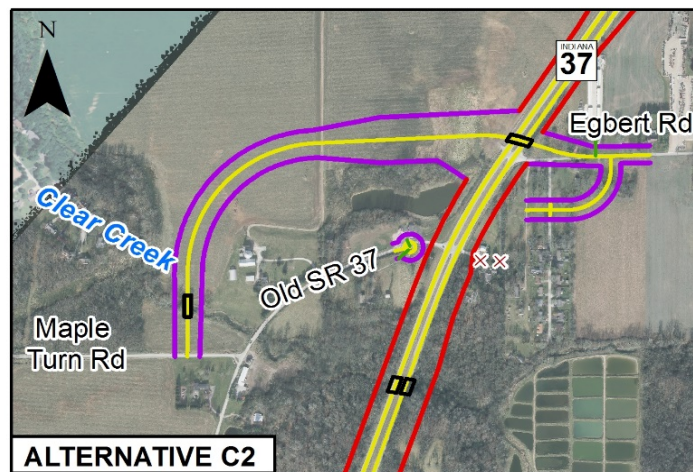 N
INDIANA
37
Egbert Rd
Clear Creek
Old SR 37
Maple
Turn Rd
ALTERNATIVE C2